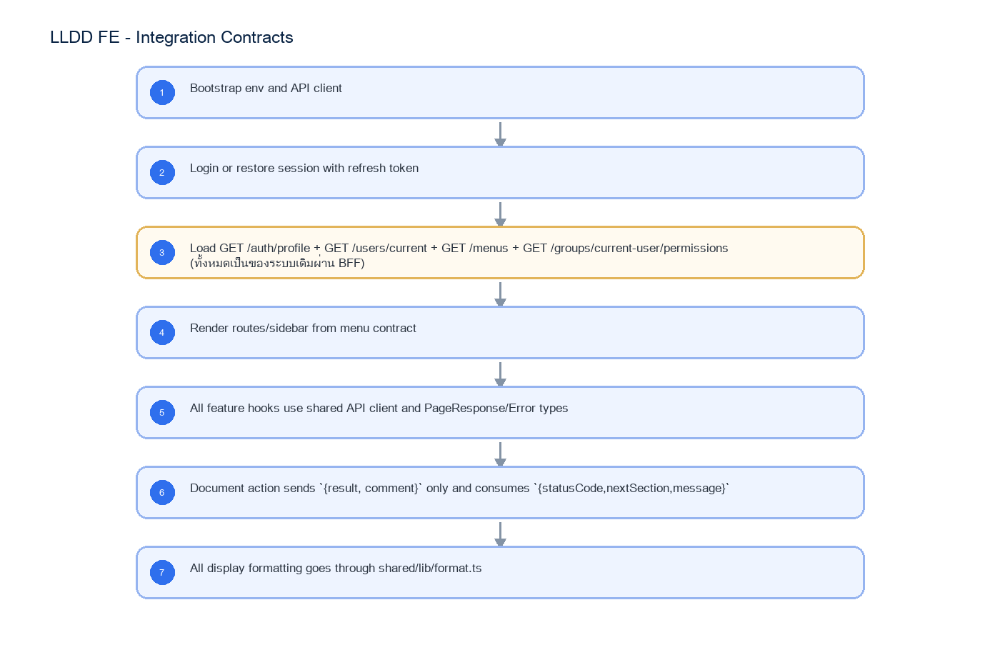 LLDD FE - Integration Contracts
1 Bootstrap env and API client
2 Login or restore session with refresh token
3 Load GET /auth/profile + GET /users/current + GET /menus + GET /groups/current-user/permissions
(ทั้งหมดเป็นของระบบเดิมผ่าน BFF)
4 Render routes/sidebar from menu contract
5 All feature hooks use shared API client and PageResponse/Error types
6 Document action sends `{result, comment}` only and consumes `{statusCode,nextSection,message}`
7 All display formatting goes through shared/lib/format.ts